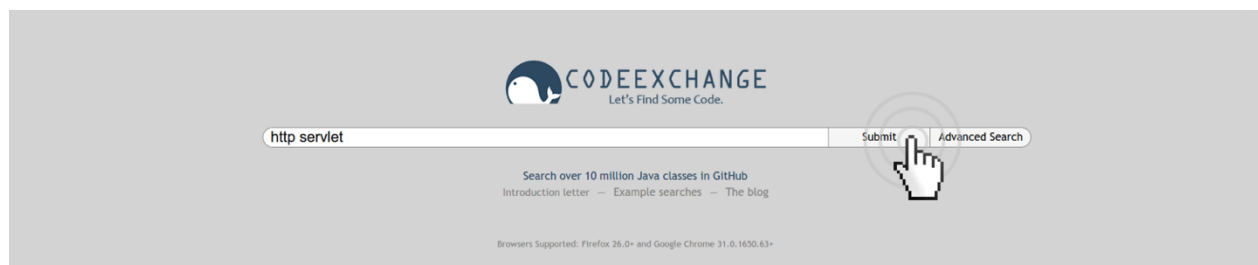 CODEEXCHANGE
Let's Find Some Code.
http servlet
Submit
Advanced Search
Search over 10 million Java classes in GitHub
Introduction letter — Example searches — The blog
Browsers Supported: Firefox 26.0+ and Google Chrome 31.0.1650.63+